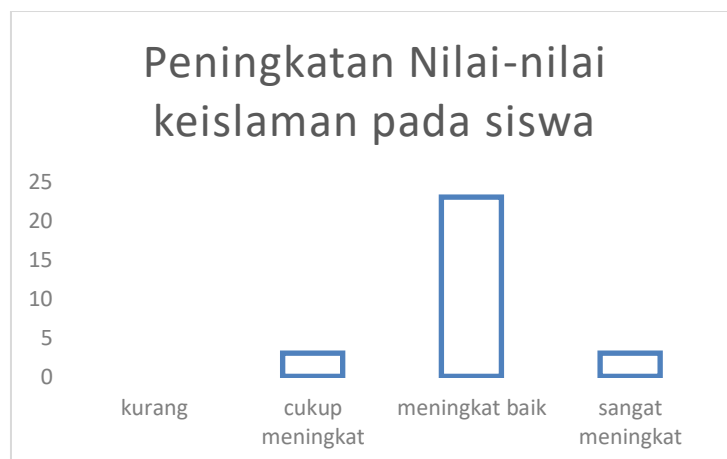 Peningkatan Nilai-nilai
keislaman pada siswa
25
20
15
10
5
0
kurang
cukup
meningkat
meningkat baik
sangat
meningkat